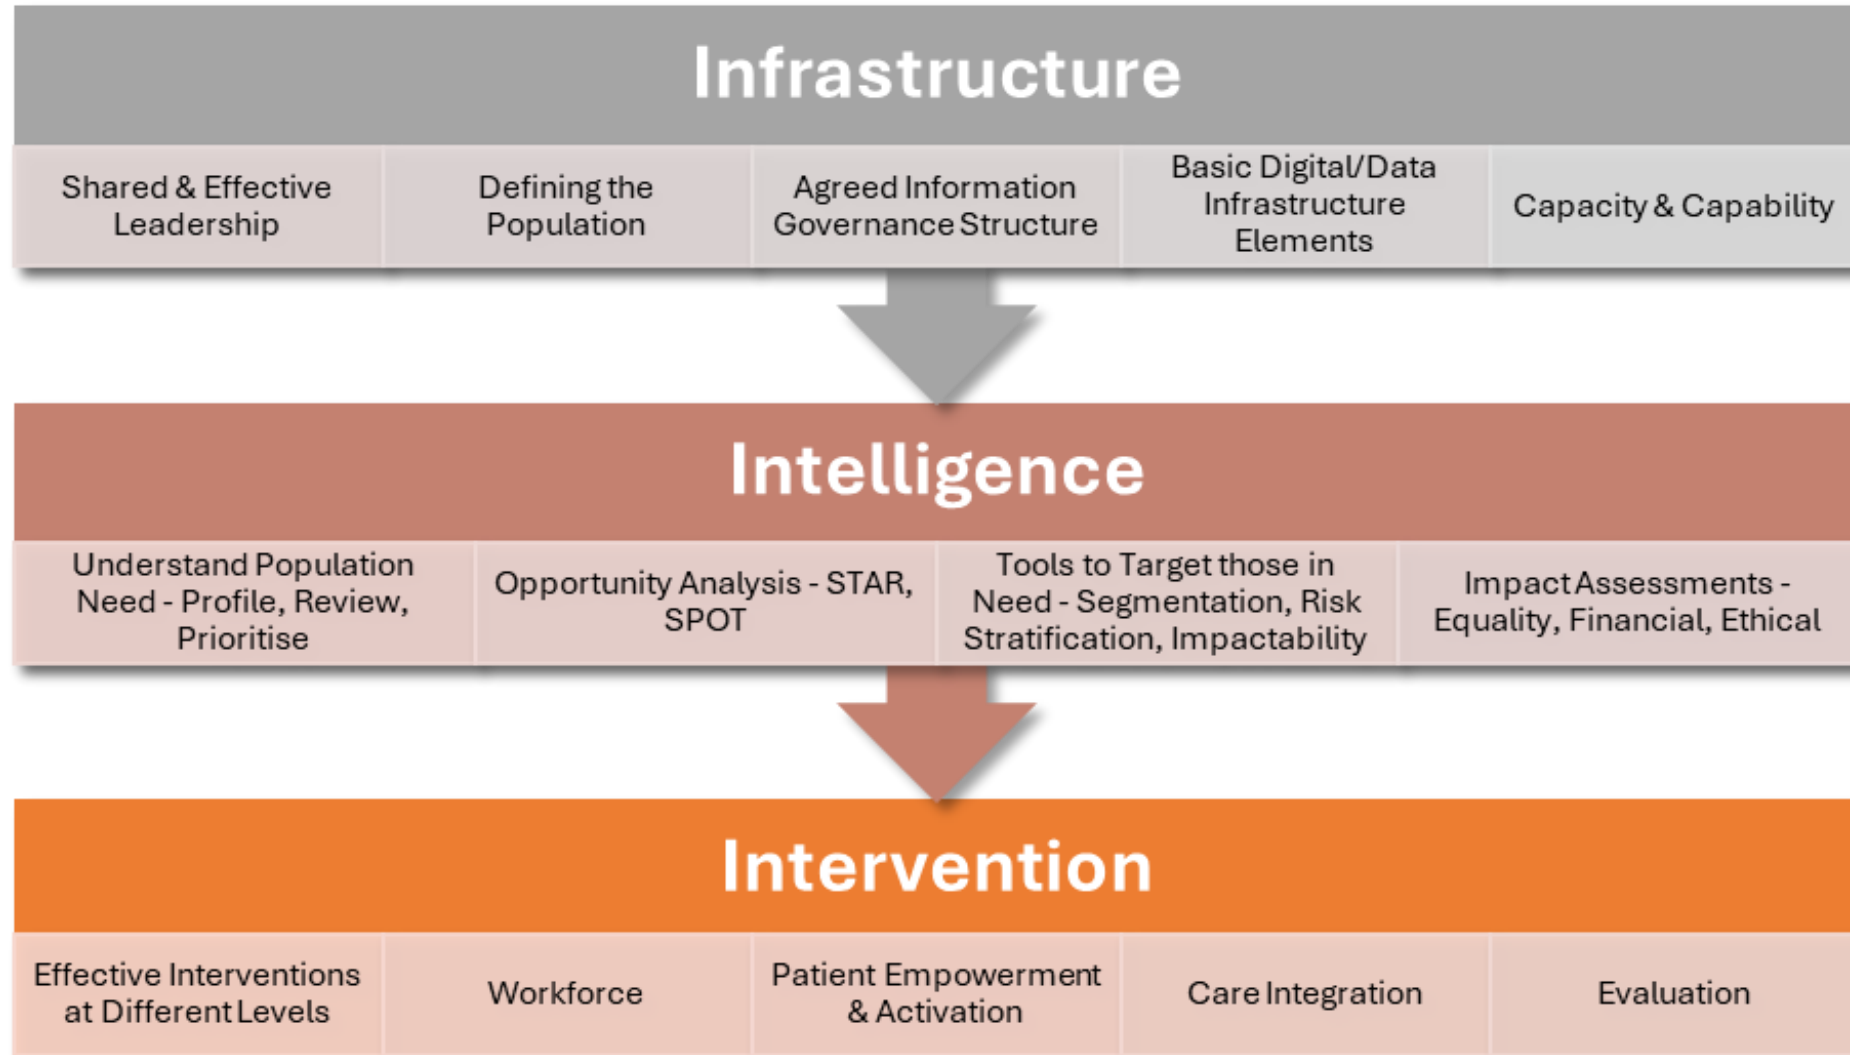 Infrastructure
Shared & Effective
Leadership
Defining the
Population
Agreed Information
Governance Structure
Basic Digital/Data
Infrastructure
Elements
Capacity & Capability
Intelligence
Understand Population
Need - Profile, Review,
Prioritise
Opportunity Analysis - STAR,
SPOT
Tools to Target those in
Need - Segmentation, Risk
Stratification, Impactability
Impact Assessments -
Equality, Financial, Ethical
Intervention
Effective Interventions
at Different Levels
Workforce
Patient Empowerment
& Activation
Care Integration
Evaluation